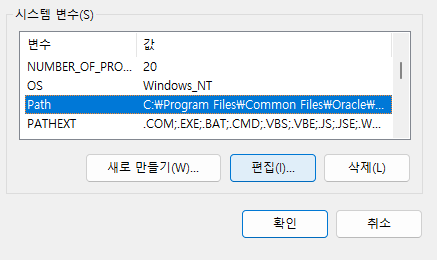 시스템 변수(S)
변수 값
NUMBER_OF_PRO... 20
OS Windows_NT
Path C:₩Program Files₩Common Files₩Oracle₩...
PATHEXT .COM;.EXE;.BAT;.CMD;.VBS;.VBE;.JS;.JSE;.W...
새로 만들기(W)... 편집(I)... 삭제(L)
확인 취소